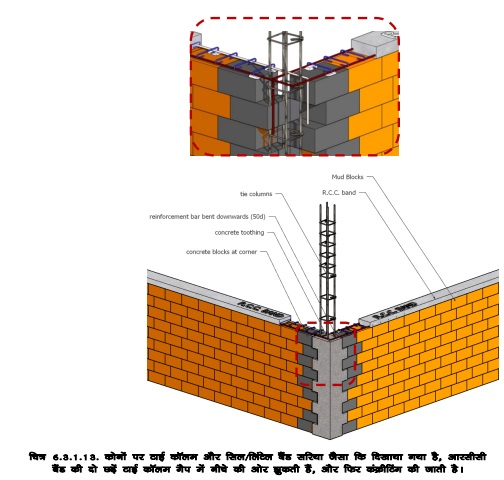 Mud Blocks
R.C.C. band
tie columns
reinforcement bar bent downwards (50d)
concrete toothing
concrete blocks at corner
R.C.C. BAND
R.C.C. BAND
चित्र 6.3.1.13. कोनों पर टाई कॉलम और सिल/लिंटिल बैंड सरिया जैसा कि दिखाया गया है, आरसीसी
बैंड की दो छड़ें टाई कॉलम गैप में नीचे की ओर झुकती हैं, और फिर कंक्रीटिंग की जाती है।